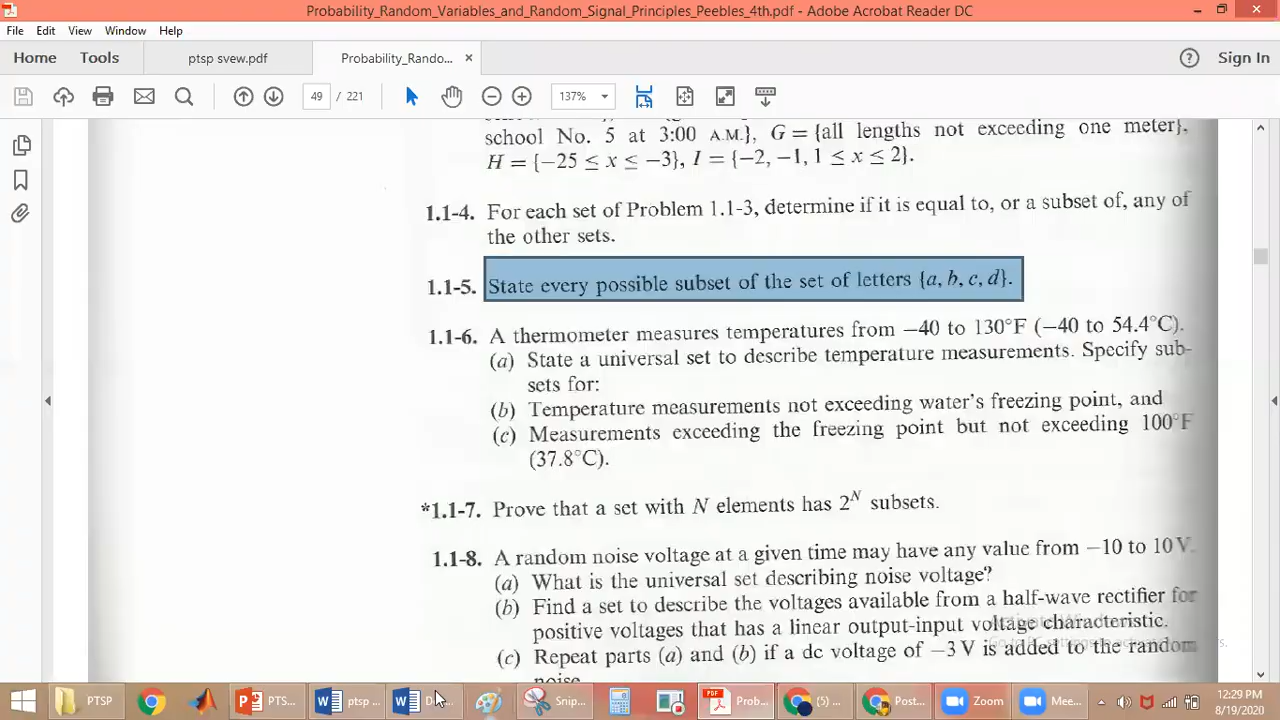 Probability_Random_Variables_and_Random_Signal_Principles_Peebles_4th.pdf - Adobe Acrobat Reader DC
File Edit View Window Help
Home Tools ptsp svew.pdf Probability_Rando... × Sign In
49 / 221 137%
school No. 5 at 3:00 A.M.}, G = {all lengths not exceeding one meter},
H = {−25 ≤ x ≤ −3}, I = {−2, −1, 1 ≤ x ≤ 2}.
1.1-4. For each set of Problem 1.1-3, determine if it is equal to, or a subset of, any of
the other sets.
1.1-5. State every possible subset of the set of letters {a, b, c, d}.
1.1-6. A thermometer measures temperatures from −40 to 130°F (−40 to 54.4°C).
(a) State a universal set to describe temperature measurements. Specify sub-
sets for:
(b) Temperature measurements not exceeding water's freezing point, and
(c) Measurements exceeding the freezing point but not exceeding 100°F
(37.8°C).
*1.1-7. Prove that a set with N elements has 2^N subsets.
1.1-8. A random noise voltage at a given time may have any value from −10 to 10 V.
(a) What is the universal set describing noise voltage?
(b) Find a set to describe the voltages available from a half-wave rectifier for
positive voltages that has a linear output-input voltage characteristic.
(c) Repeat parts (a) and (b) if a dc voltage of −3 V is added to the random
noise.
PTSP PTS... ptsp ... Snip... Prob... (5) ... Post... Zoom Mee... 12:29 PM
8/19/2020